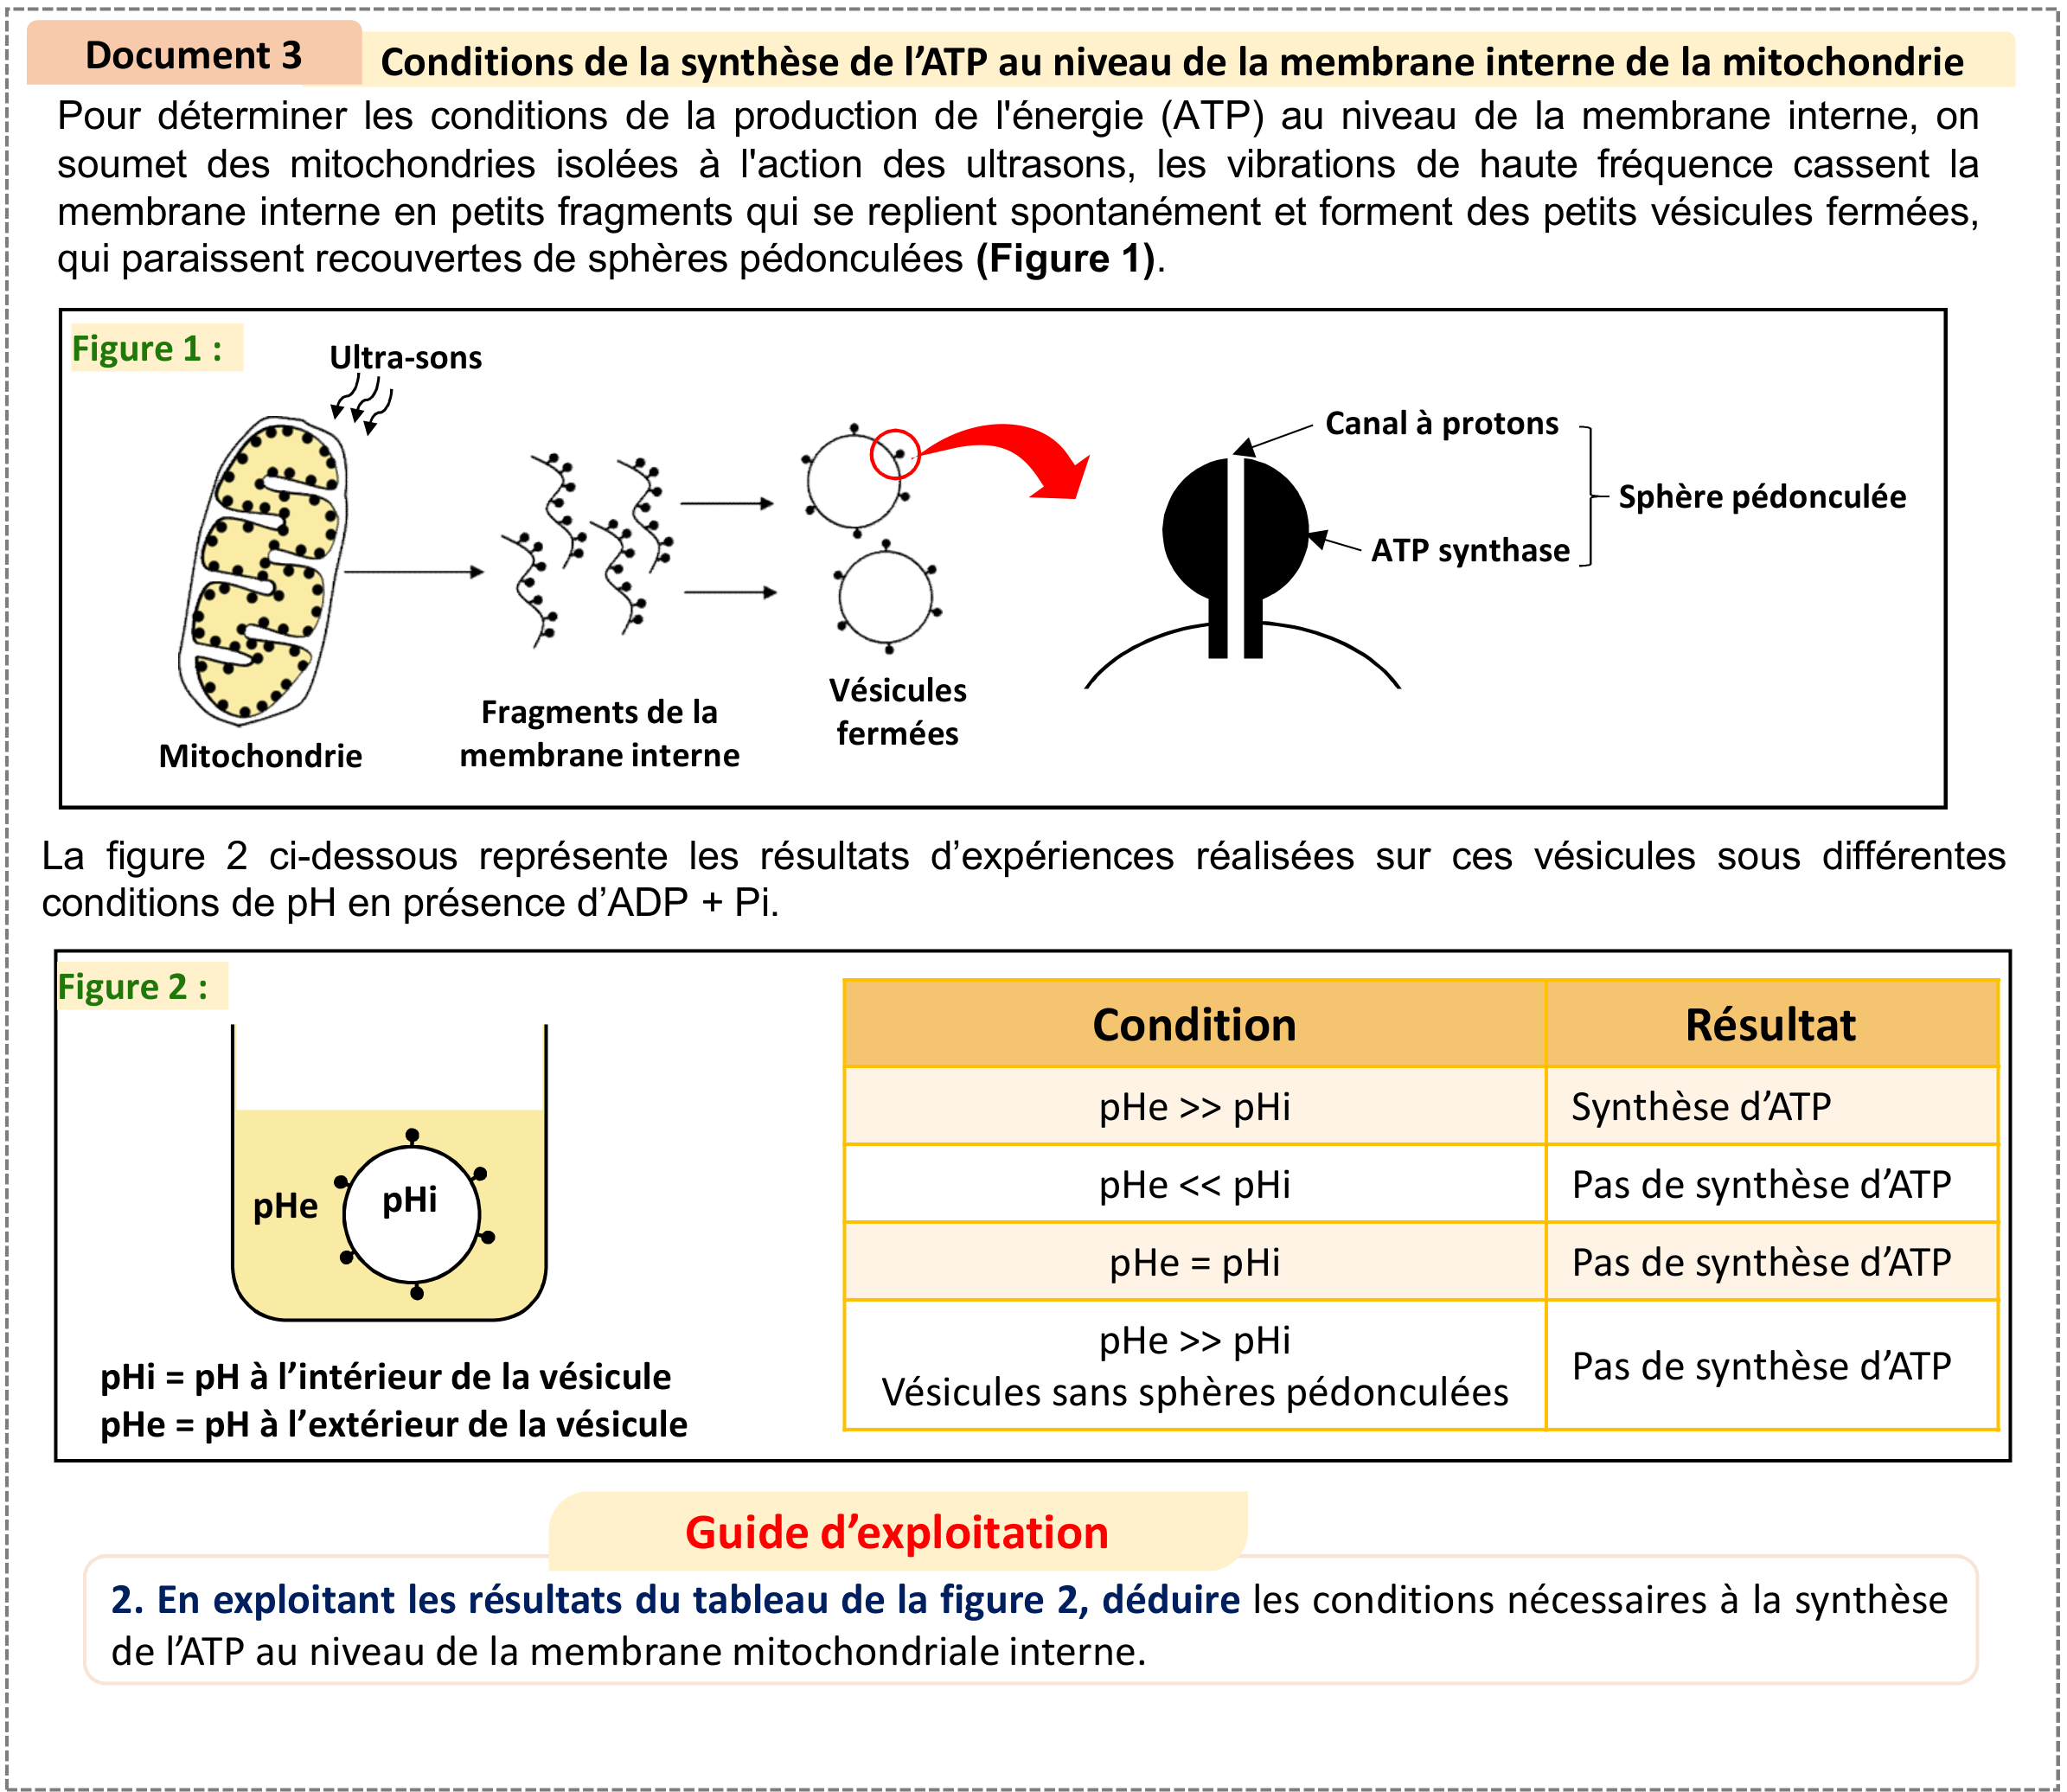 Document 3
Conditions de la synthèse de l'ATP au niveau de la membrane interne de la mitochondrie
Pour déterminer les conditions de la production de l'énergie (ATP) au niveau de la membrane interne, on
soumet des mitochondries isolées à l'action des ultrasons, les vibrations de haute fréquence cassent la
membrane interne en petits fragments qui se replient spontanément et forment des petits vésicules fermées,
qui paraissent recouvertes de sphères pédonculées (Figure 1).
Figure 1 :
Ultra-sons
Canal à protons
Sphère pédonculée
ATP synthase
Vésicules
fermées
Fragments de la
membrane interne
Mitochondrie
La figure 2 ci-dessous représente les résultats d'expériences réalisées sur ces vésicules sous différentes
conditions de pH en présence d'ADP + Pi.
Figure 2 :
pHe
pHi
pHi = pH à l'intérieur de la vésicule
pHe = pH à l'extérieur de la vésicule
Condition Résultat
pHe >> pHi Synthèse d'ATP
pHe << pHi Pas de synthèse d'ATP
pHe = pHi Pas de synthèse d'ATP
pHe >> pHi
Vésicules sans sphères pédonculées Pas de synthèse d'ATP
Guide d'exploitation
2. En exploitant les résultats du tableau de la figure 2, déduire les conditions nécessaires à la synthèse
de l'ATP au niveau de la membrane mitochondriale interne.